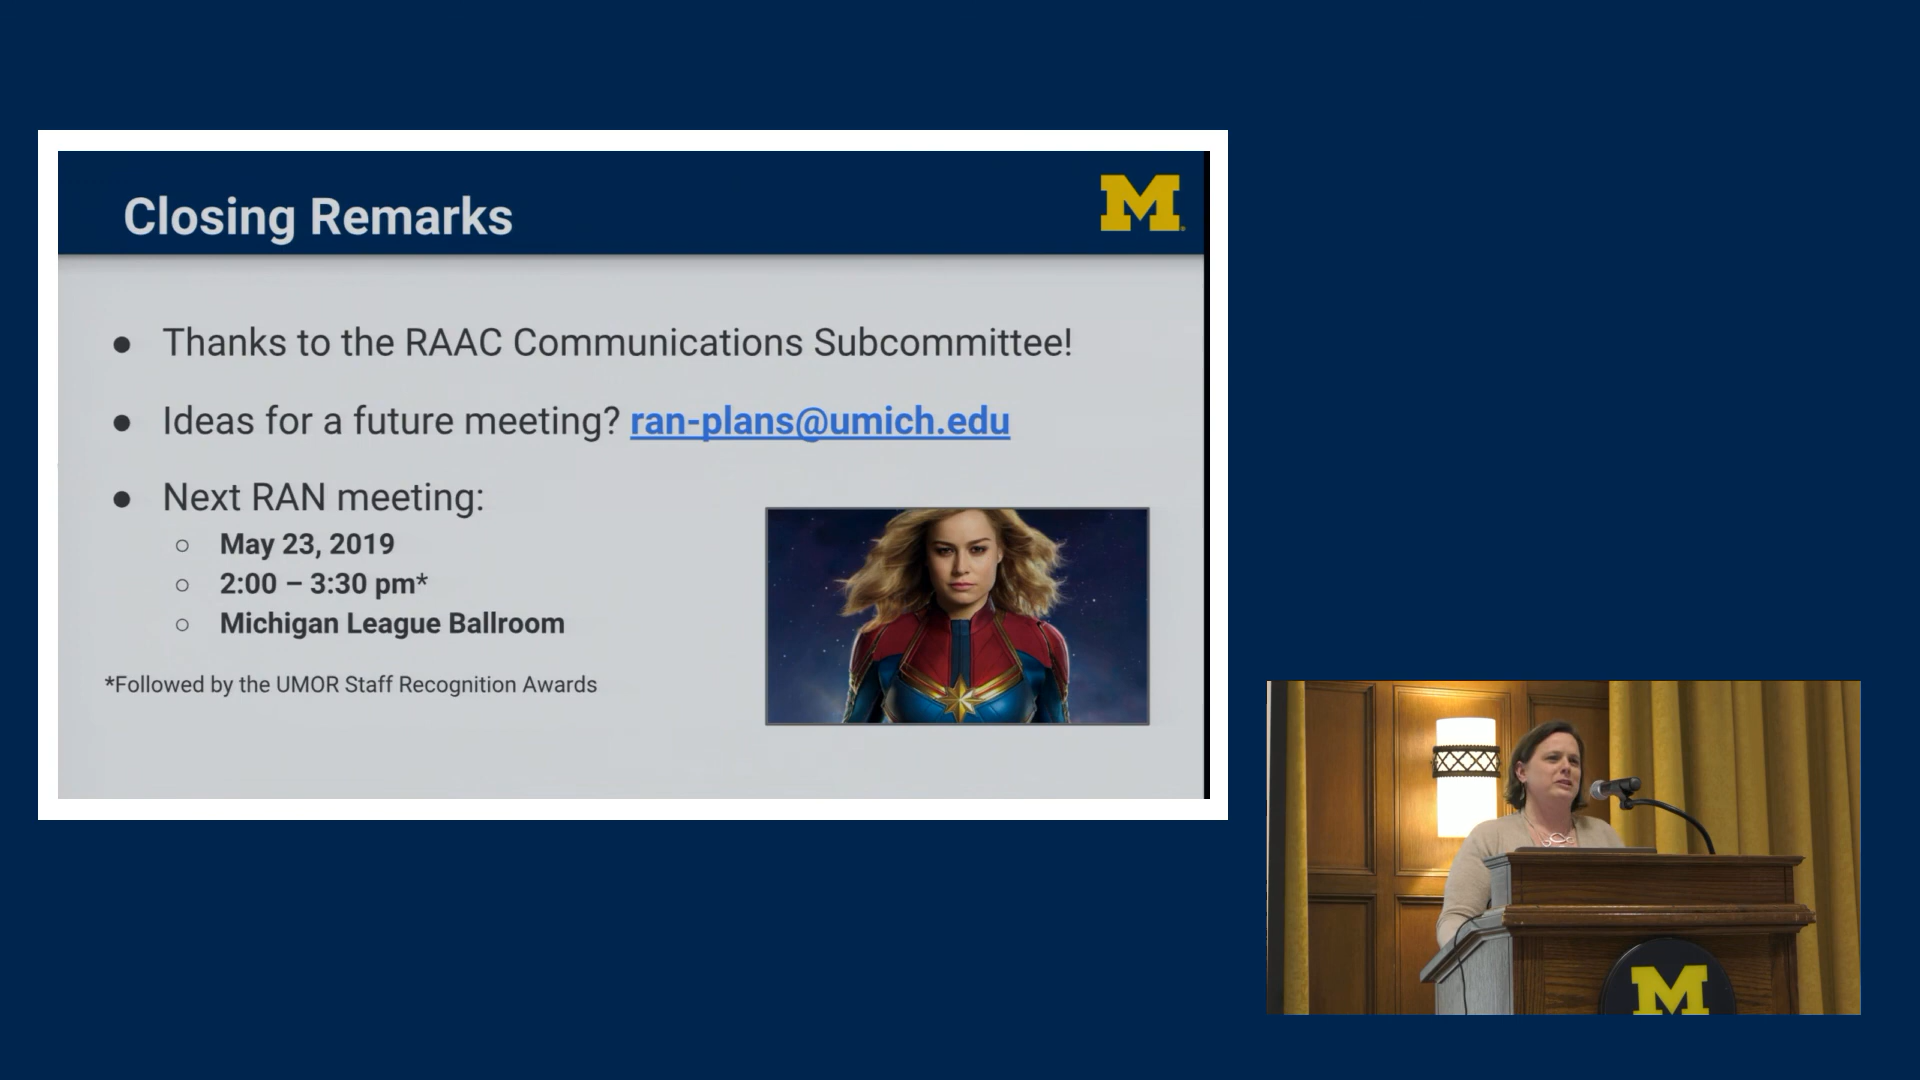 Closing Remarks
M
● Thanks to the RAAC Communications Subcommittee!
● Ideas for a future meeting? ran-plans@umich.edu
● Next RAN meeting:
○ May 23, 2019
○ 2:00 – 3:30 pm*
○ Michigan League Ballroom
*Followed by the UMOR Staff Recognition Awards
M